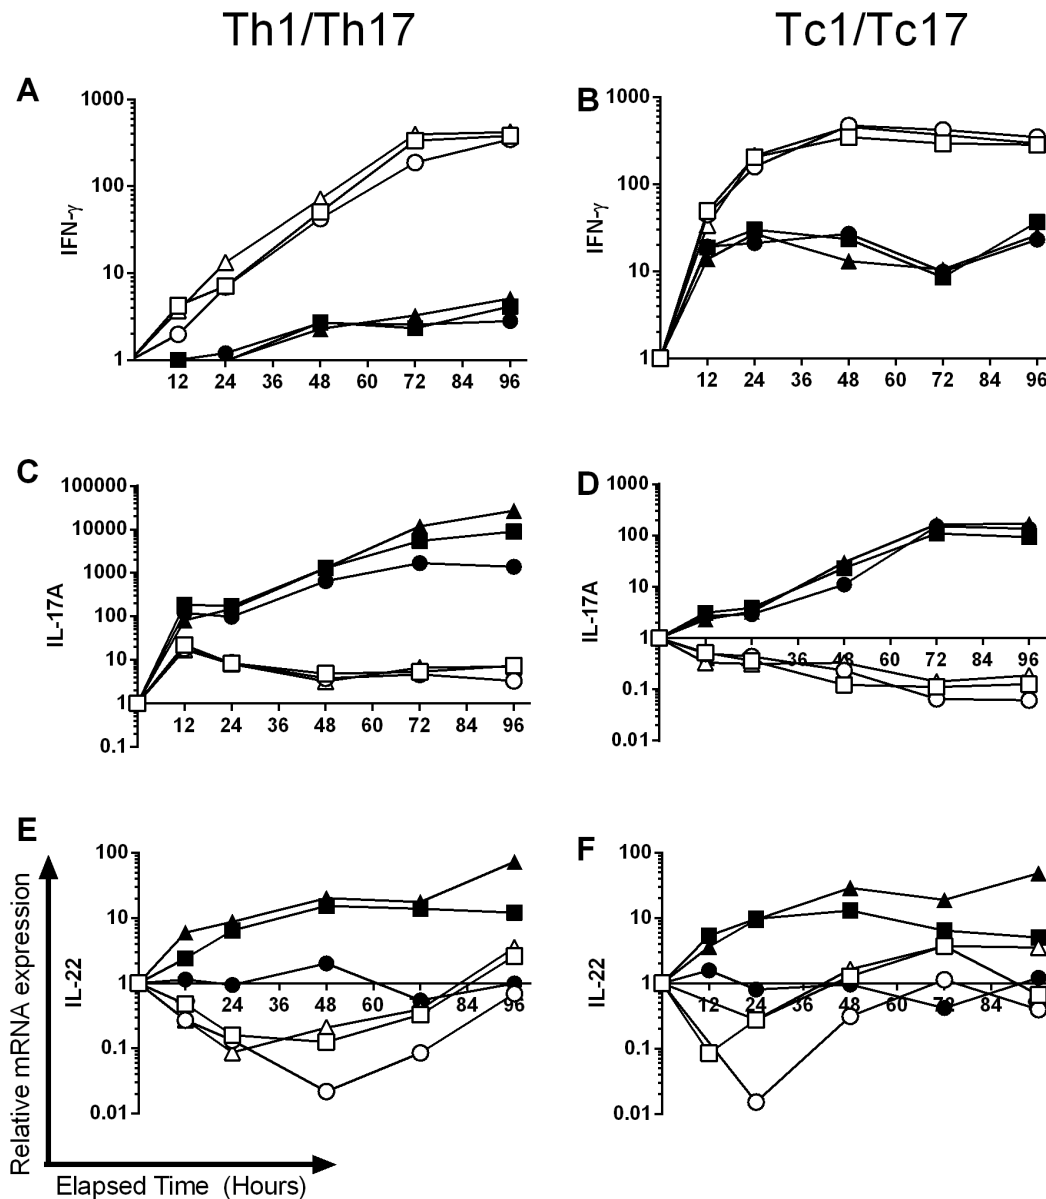 Th1/Th17 Tc1/Tc17
A B
IFN-γ
1000
100
10
1
12 24 36 48 60 72 84 96
IFN-γ
1000
100
10
1
12 24 36 48 60 72 84 96
C D
IL-17A
100000
10000
1000
100
10
1
0.1
12 24 36 48 60 72 84 96
IL-17A
1000
100
10
1
0.1
0.01
12 24 36 48 60 72 84 96
E F
IL-22
100
10
1
0.1
0.01
12 24 36 48 60 72 84 96
IL-22
100
10
1
0.1
0.01
12 24 36 48 60 72 84 96
Relative mRNA expression
Elapsed Time (Hours)